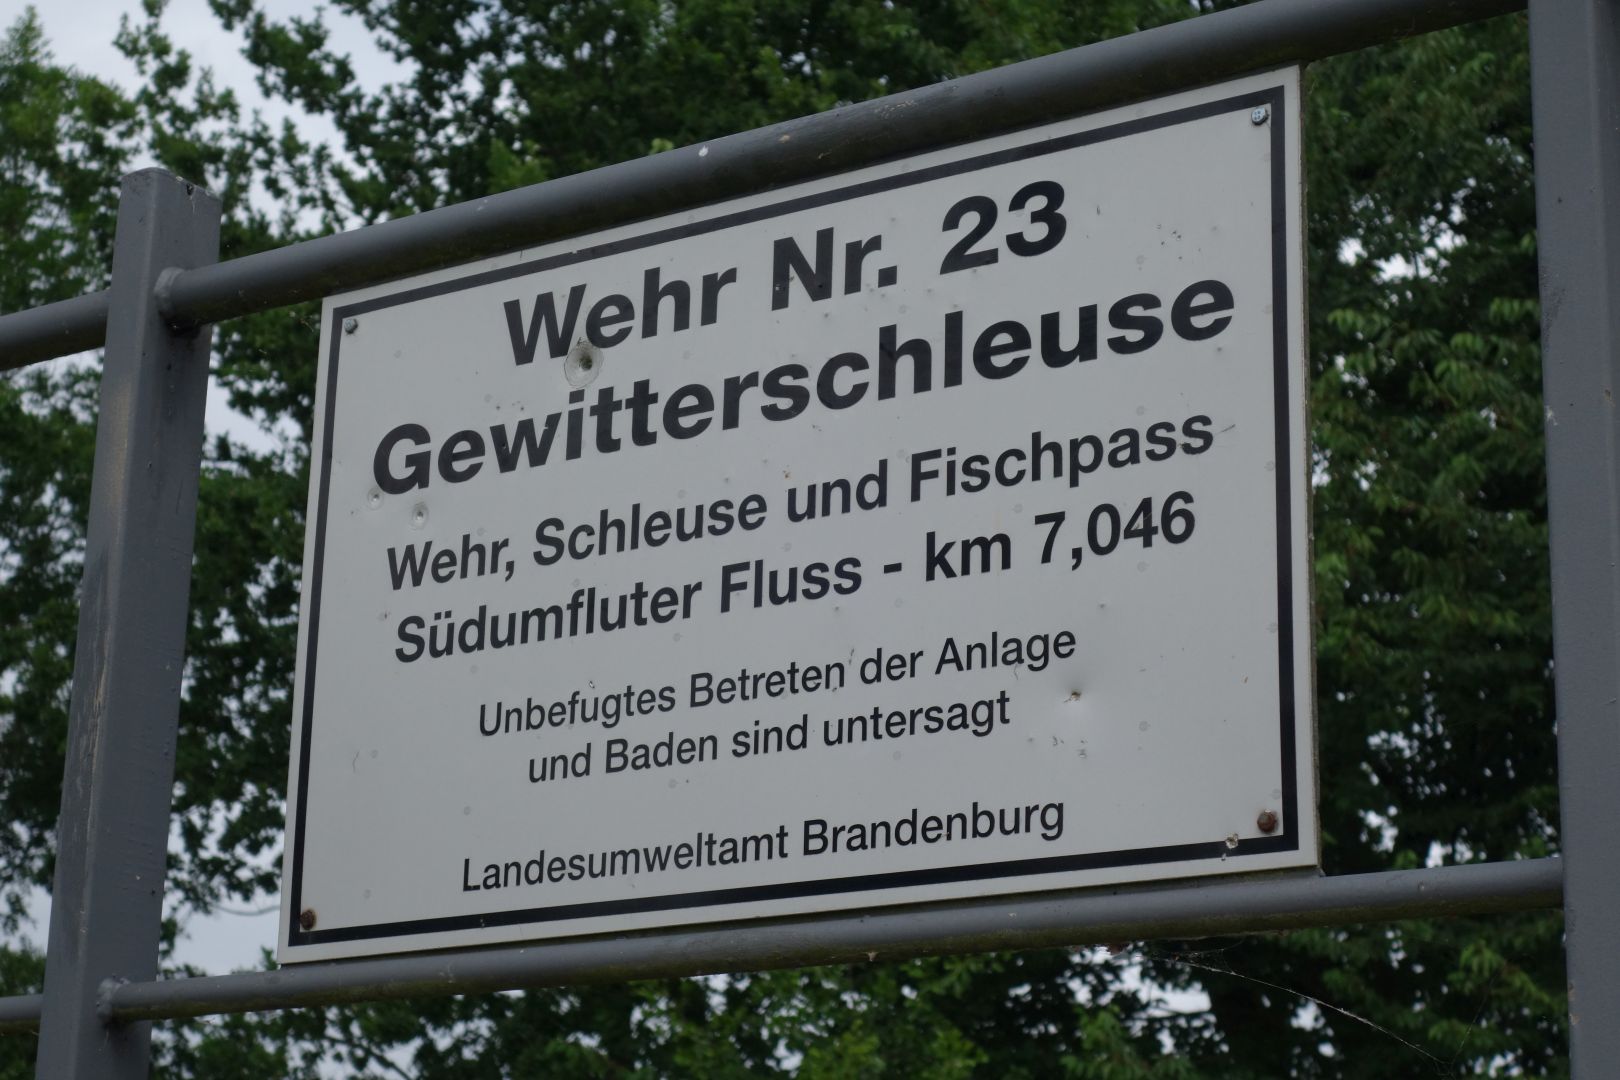 Wehr Nr. 23
Gewitterschleuse
Wehr, Schleuse und Fischpass
Südumfluter Fluss - km 7,046
Unbefugtes Betreten der Anlage
und Baden sind untersagt
Landesumweltamt Brandenburg